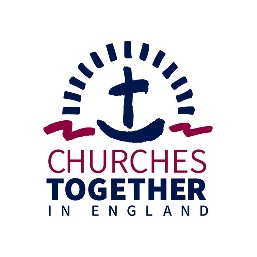 CHURCHES
TOGETHER
IN ENGLAND